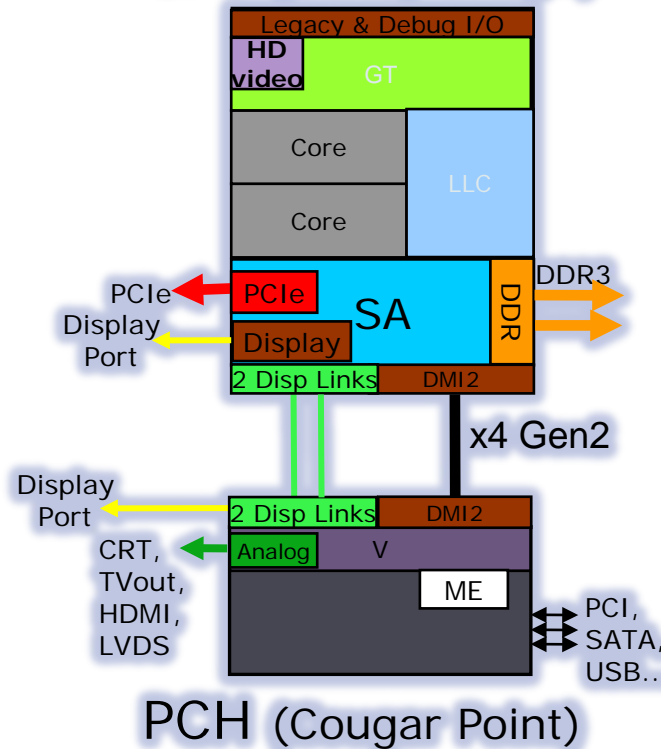 Legacy & Debug I/O
HD
video
GT
Core
LLC
Core
PCIe
PCIe
SA
DDR
DDR3
Display
Port
Display
2 Disp Links
DMI2
x4 Gen2
Display
Port
2 Disp Links
DMI2
CRT,
TVout,
HDMI,
LVDS
Analog
V
ME
PCI,
SATA,
USB..
PCH (Cougar Point)